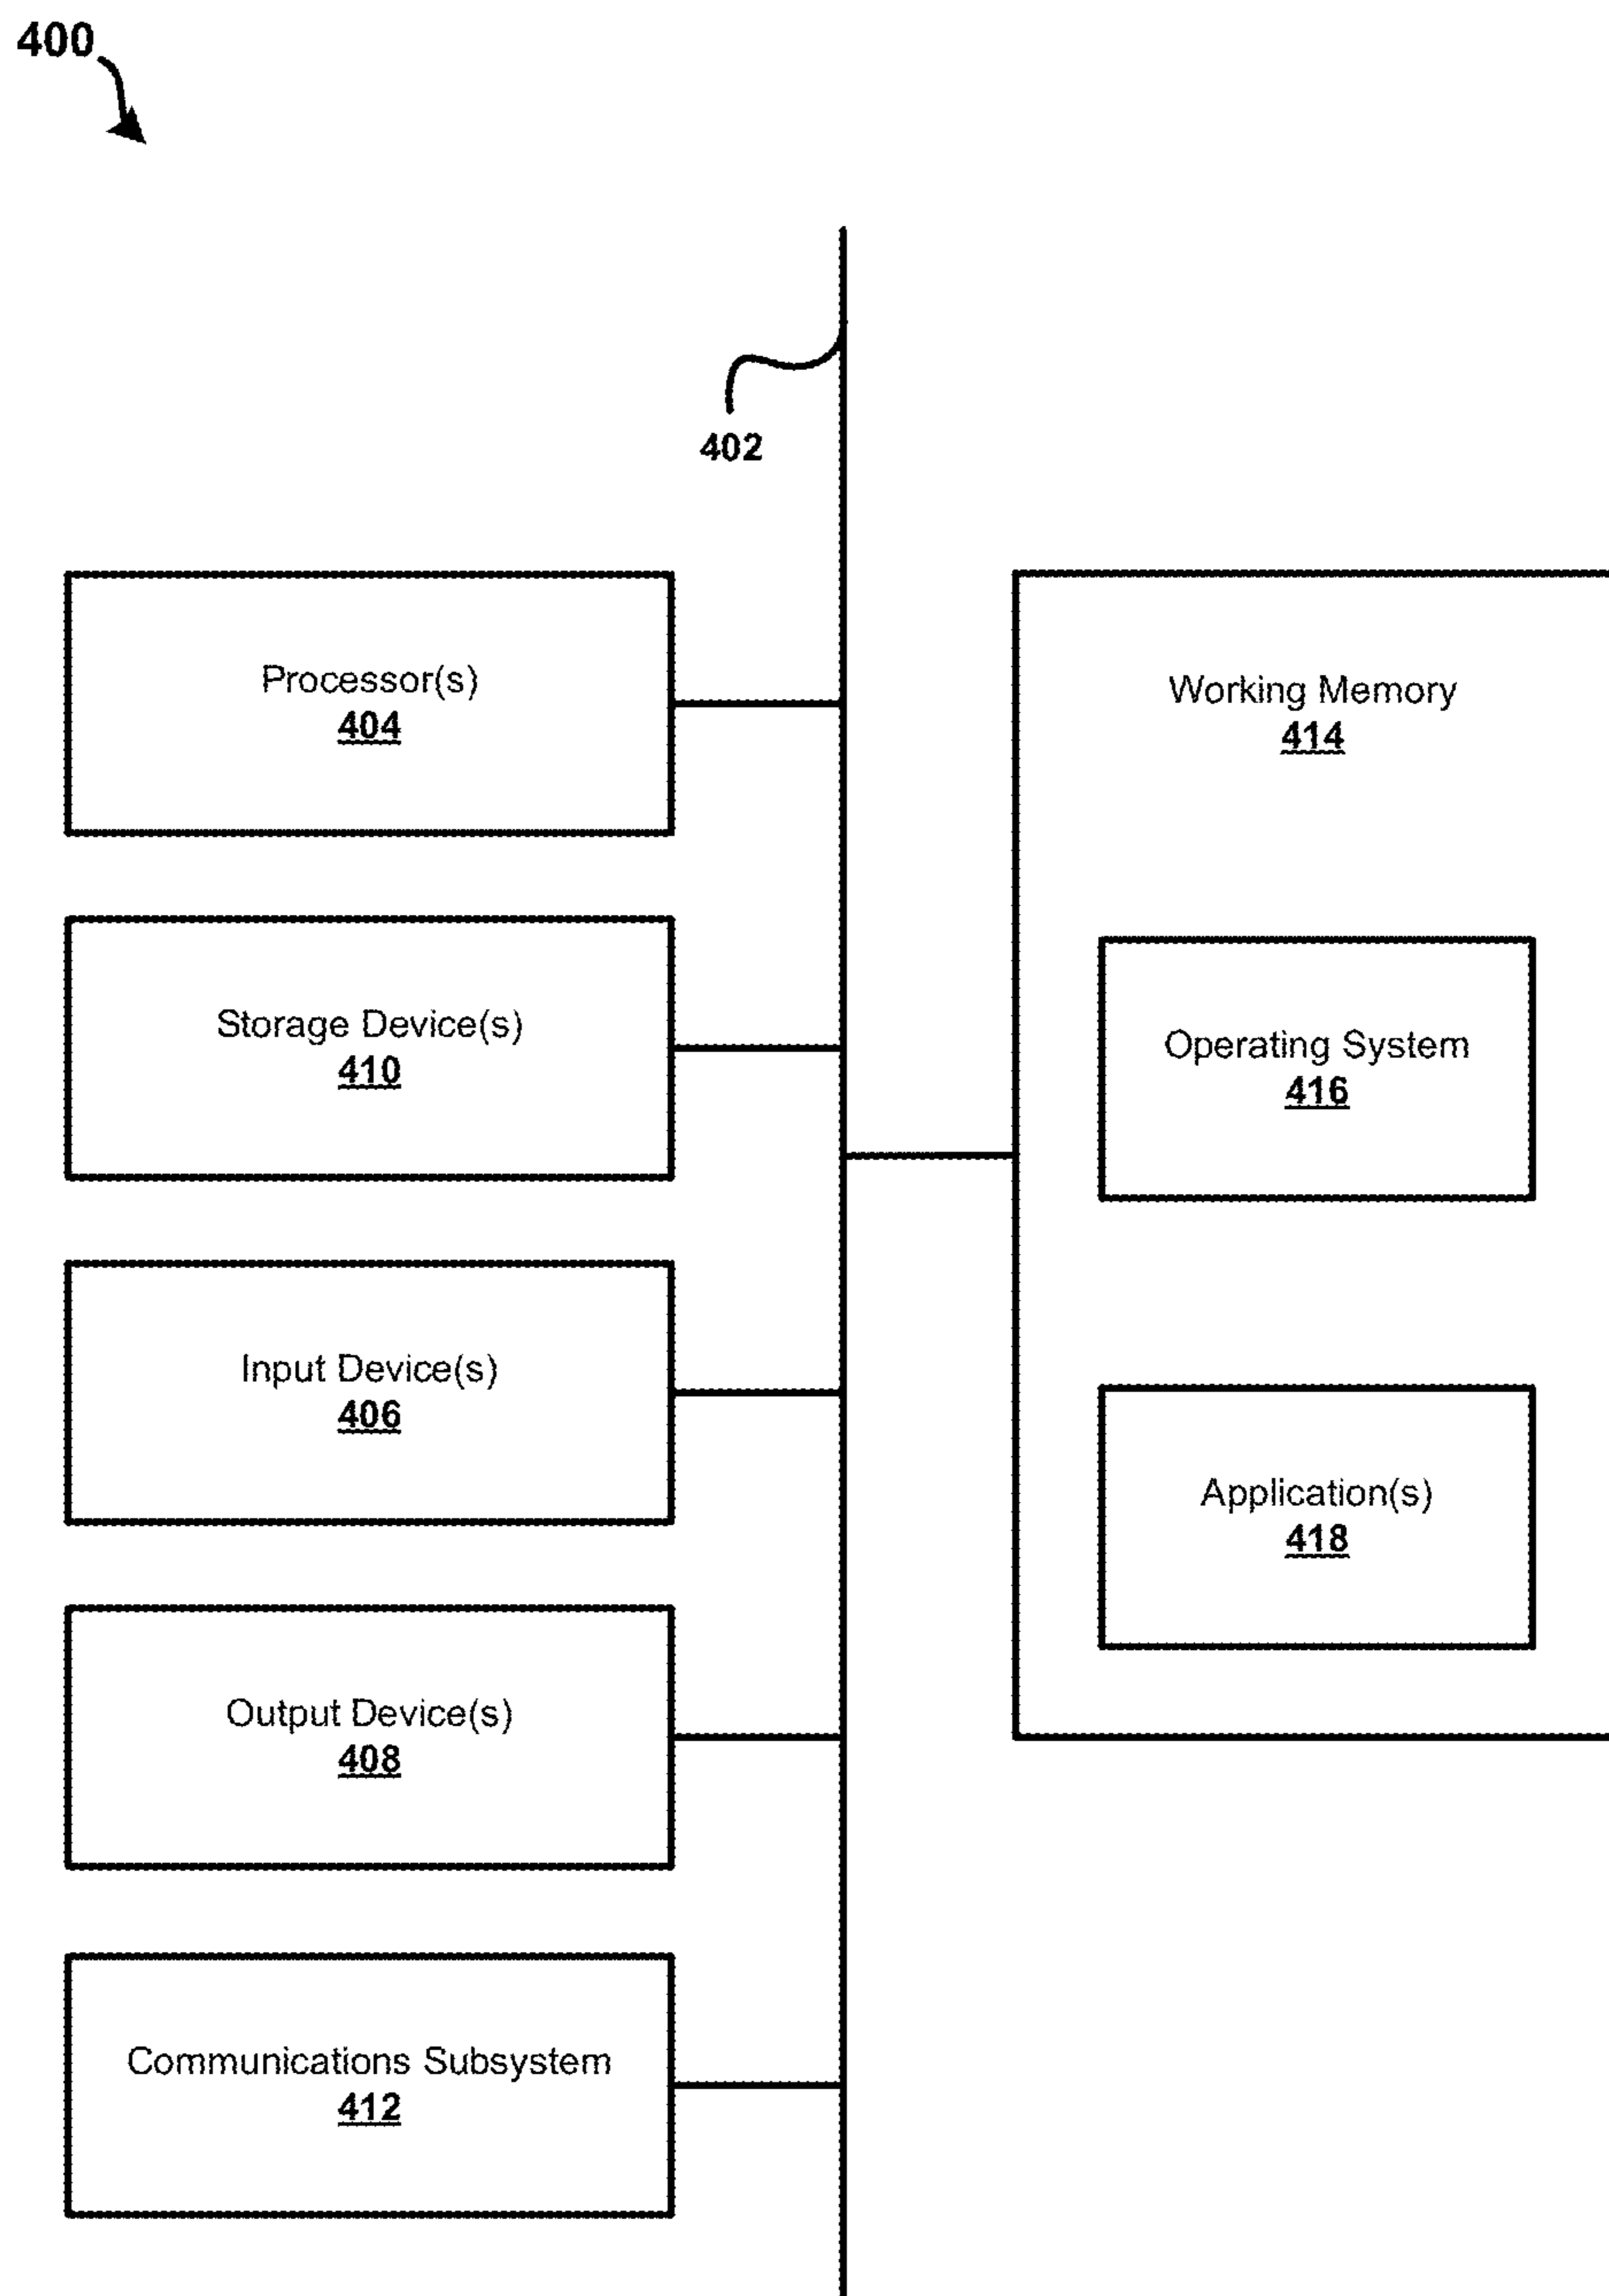 400
402
Processor(s)
404
Storage Device(s)
410
Input Device(s)
406
Output Device(s)
408
Communications Subsystem
412
Working Memory
414
Operating System
416
Application(s)
418